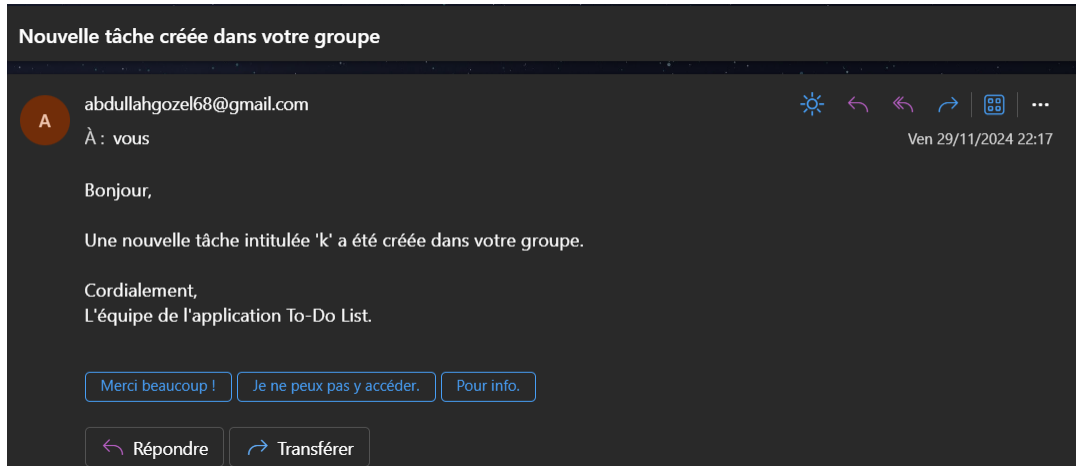 Nouvelle tâche créée dans votre groupe
A
abdullahgozel68@gmail.com
À : vous
Ven 29/11/2024 22:17
Bonjour,
Une nouvelle tâche intitulée 'k' a été créée dans votre groupe.
Cordialement,
L'équipe de l'application To-Do List.
Merci beaucoup ! Je ne peux pas y accéder. Pour info.
Répondre Transférer